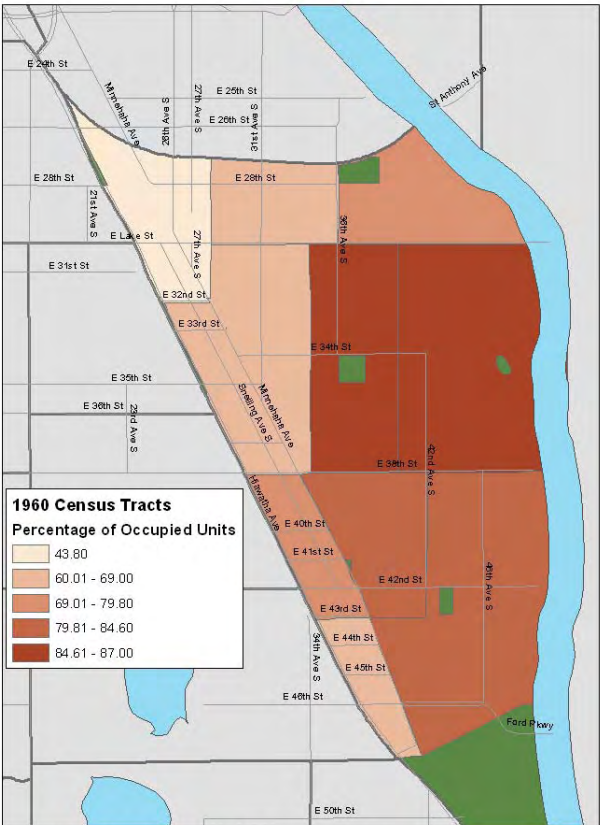 E 24th St
Minnehaha Ave
26th Ave S
27th Ave S
E 25th St
31st Ave S
E 26th St
St Anthony Ave
E 28th St
E 28th St
21st Ave S
36th Ave S
E Lake St
27th Ave S
E 31st St
E 32nd St
E 33rd St
E 34th St
E 35th St
E 36th St
23rd Ave S
Snelling Ave S
Minnehaha Ave
E 38th St
42nd Ave S
Hiawatha Ave
1960 Census Tracts
Percentage of Occupied Units
43.80
60.01 - 69.00
69.01 - 79.80
79.81 - 84.60
84.61 - 87.00
E 40th St
E 41st St
E 42nd St
46th Ave S
E 43rd St
34th Ave S
E 44th St
E 45th St
E 46th St
Ford Pkwy
E 50th St